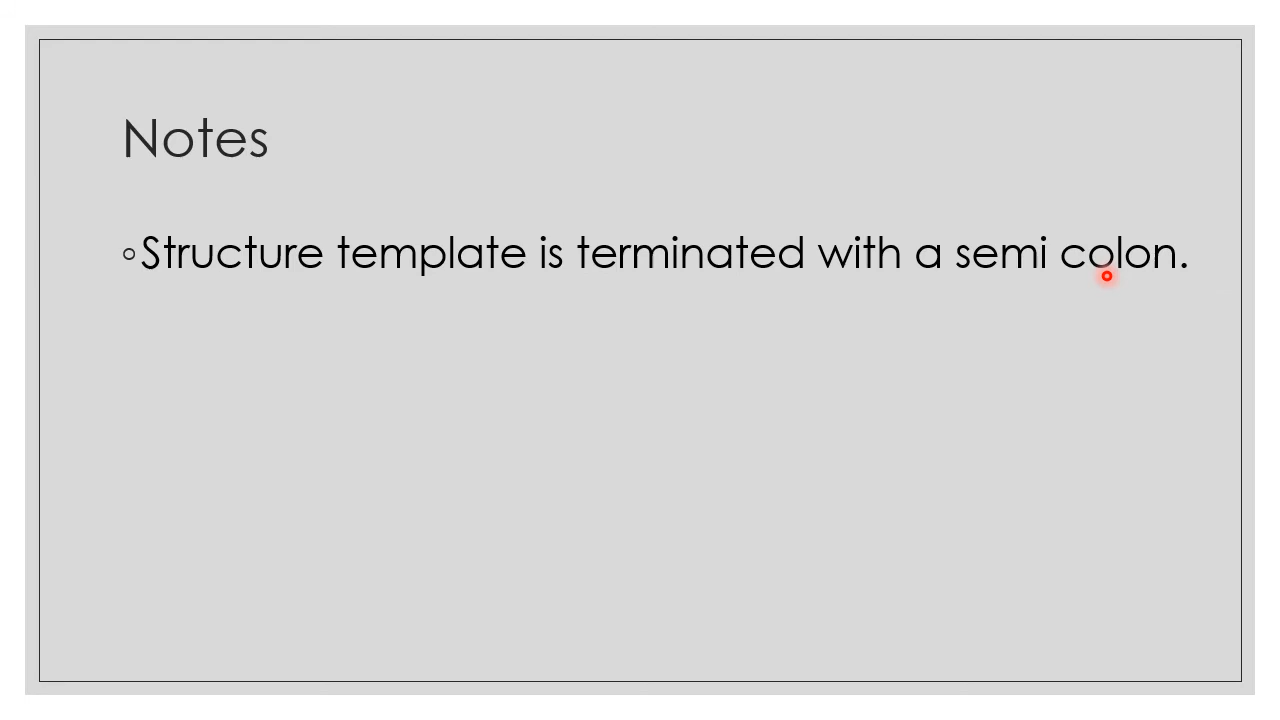 Notes
◦Structure template is terminated with a semi colon.